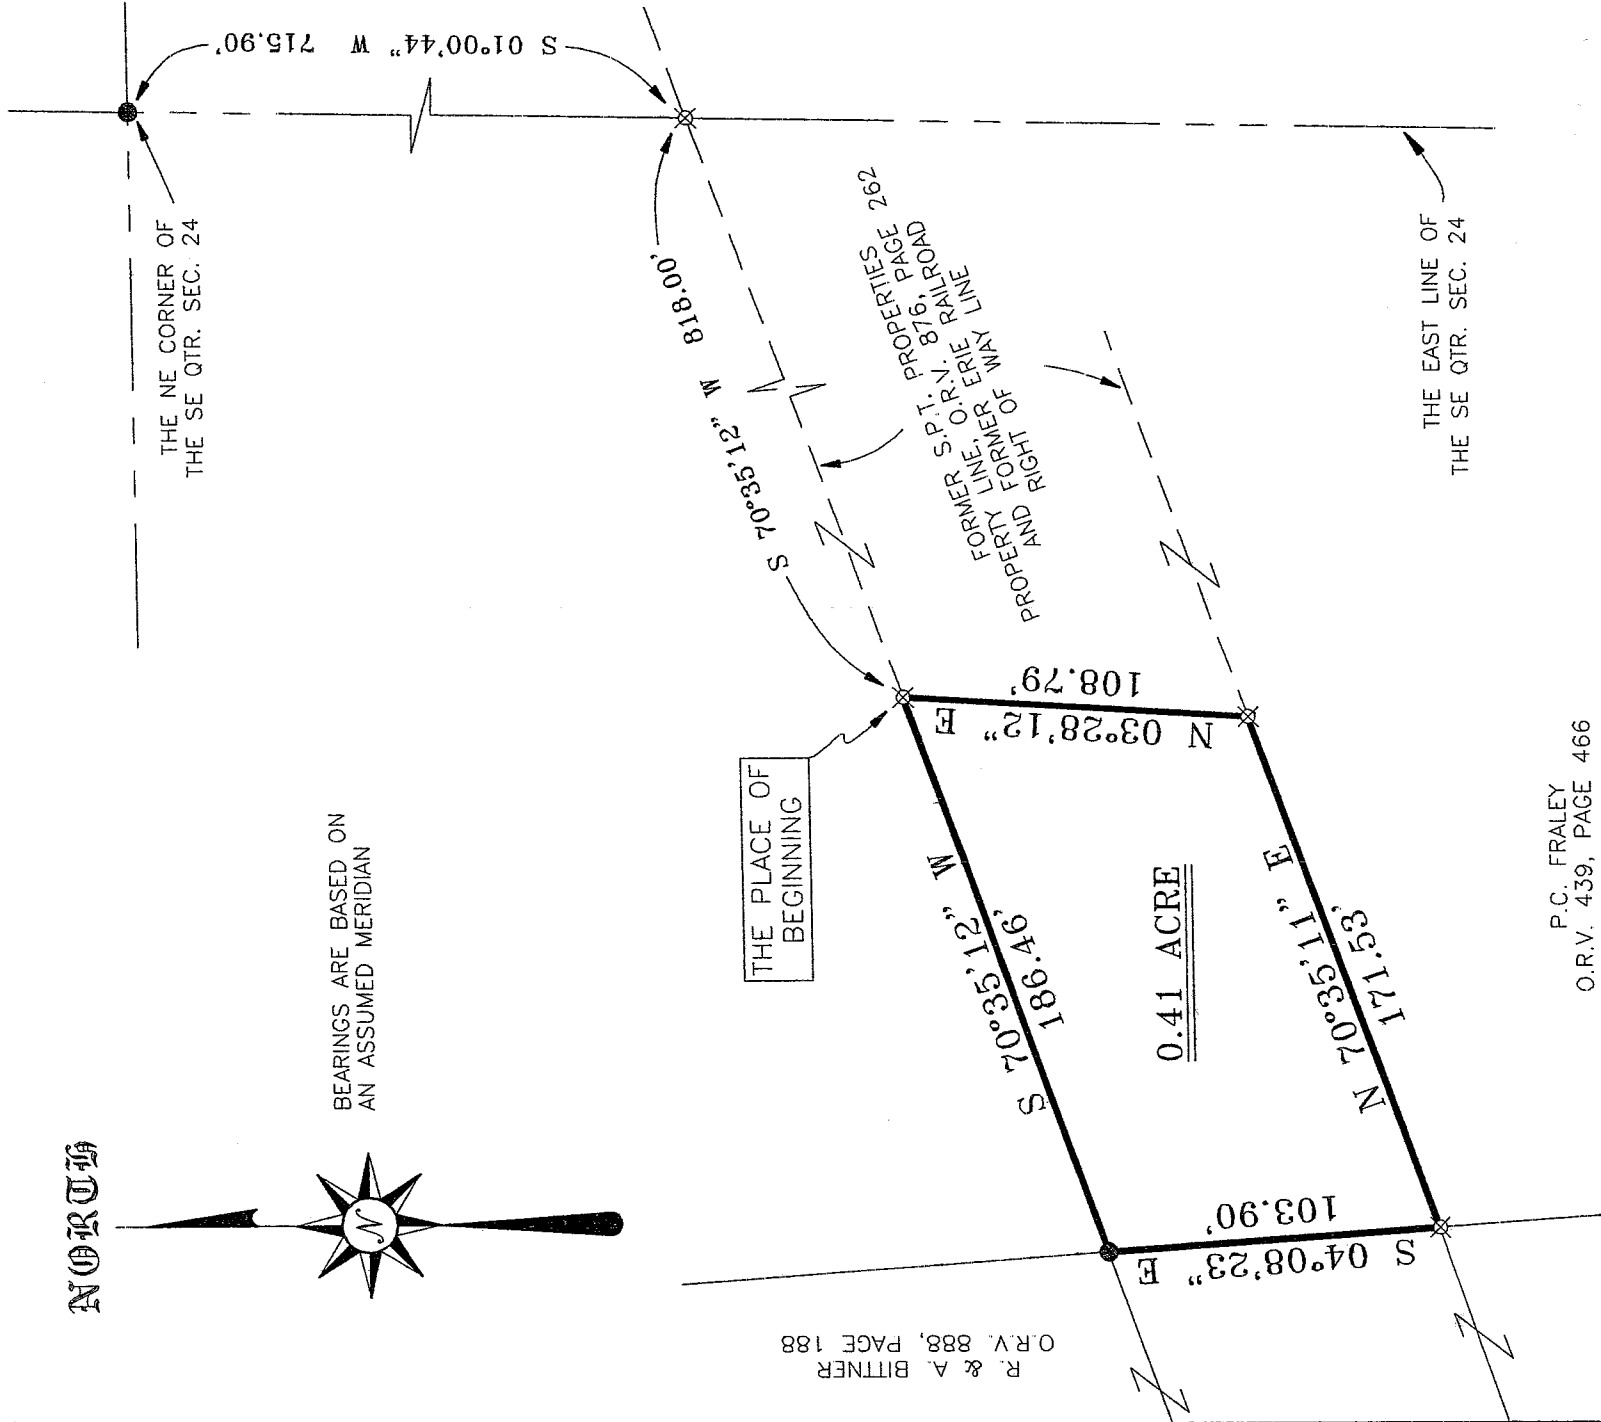 NORTH
BEARINGS ARE BASED ON
AN ASSUMED MERIDIAN
N
THE NE CORNER OF
THE SE QTR. SEC. 24
S 01°00'44" W 715.90'
S 70°35'12" W 818.00'
FORMER S.P.T. PROPERTIES
PROPERTY LINE, O.R.V. 876, PAGE 262
AND FORMER ERIE RAILROAD
RIGHT OF WAY LINE
THE EAST LINE OF
THE SE QTR. SEC. 24
THE PLACE OF
BEGINNING
S 70°35'12" W
186.46'
N 03°28'12" E
108.79'
0.41 ACRE
N 70°35'11" E
171.53'
S 04°08'23" E
103.90'
R. & A. BITTNER
O.R.V. 888, PAGE 188
P.C. FRALEY
O.R.V. 439, PAGE 466